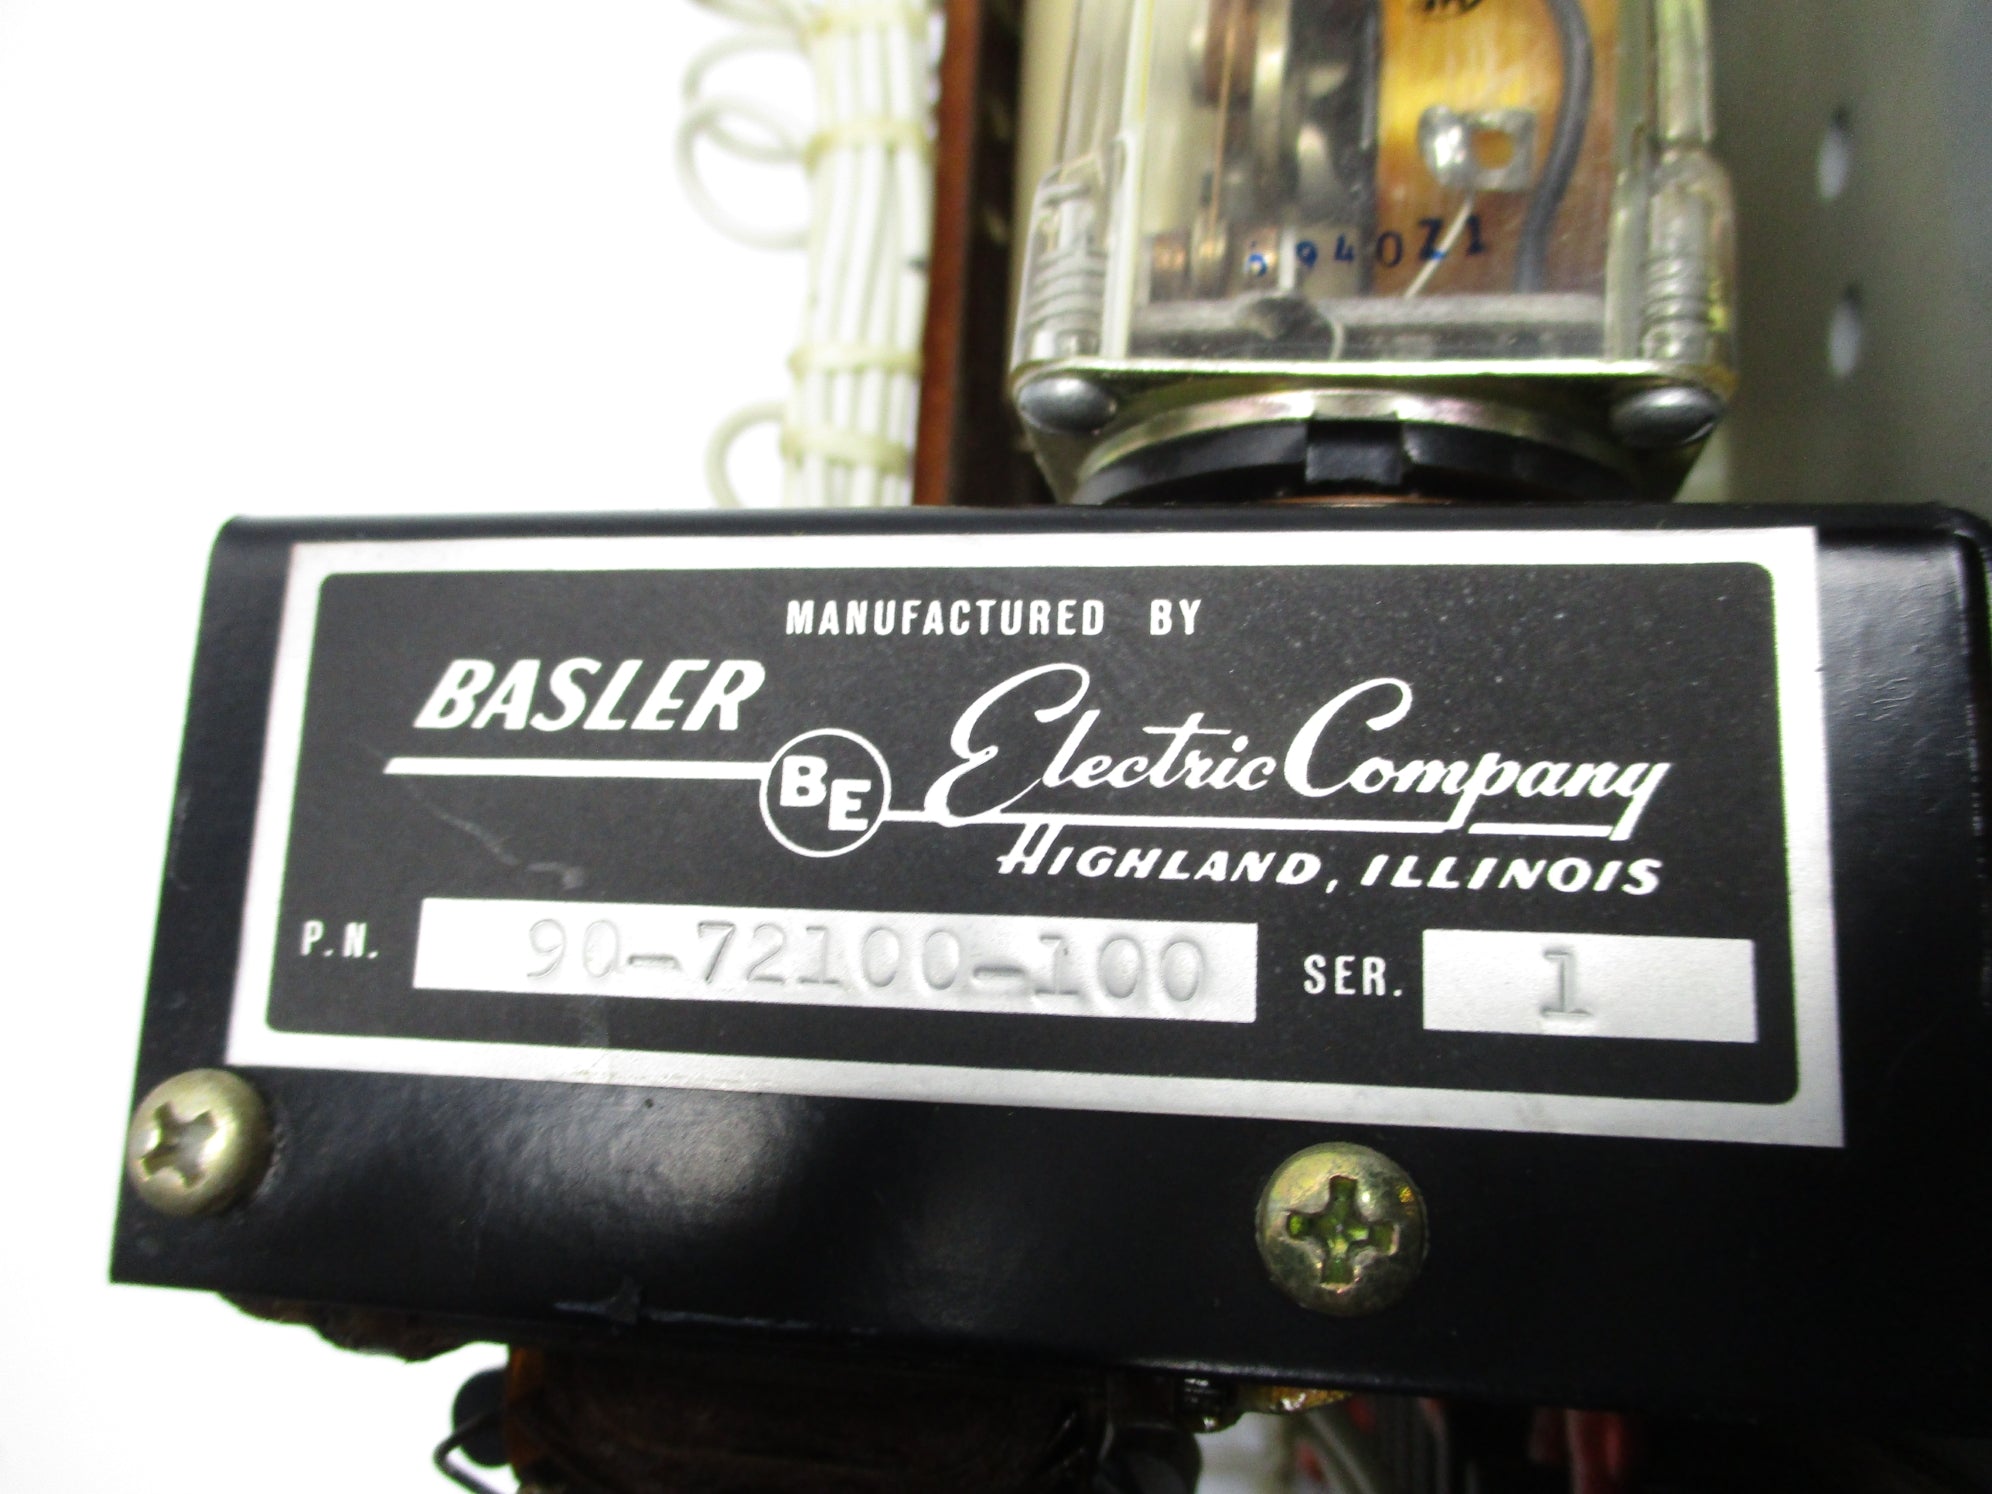 MANUFACTURED BY
BASLER BE Electric Company
HIGHLAND, ILLINOIS
P.N. 90-72100-100 SER. 1